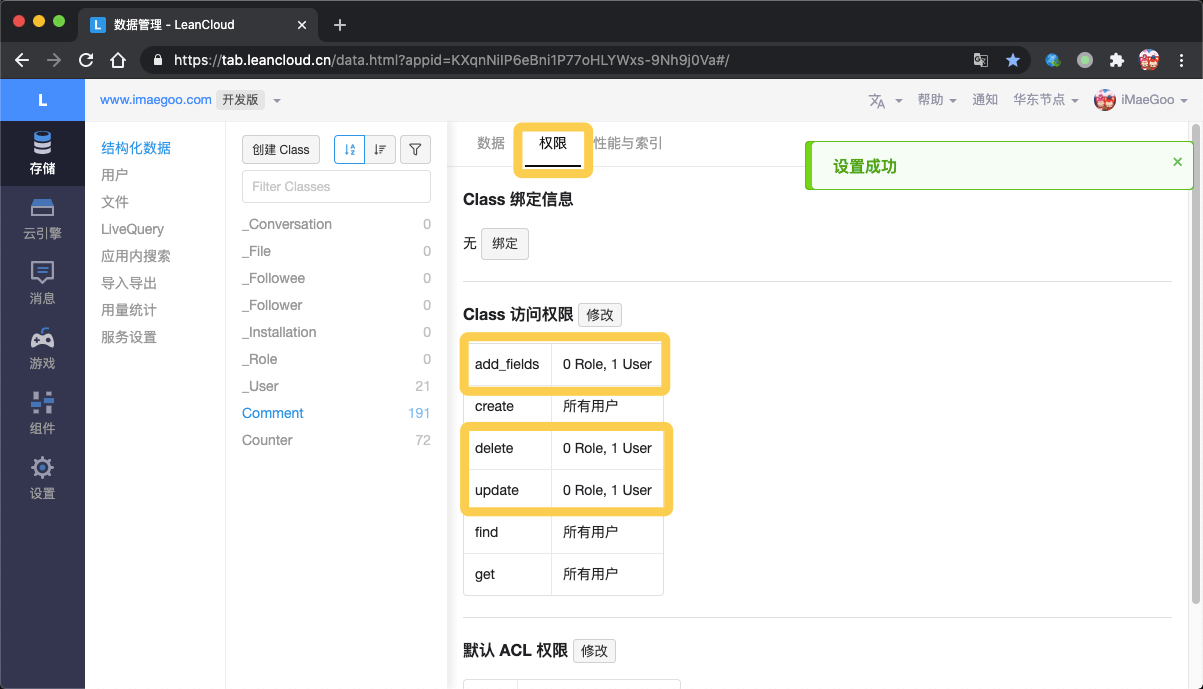 数据管理 - LeanCloud
https://tab.leancloud.cn/data.html?appid=KXqnNiIP6eBni1P77oHLYWxs-9Nh9j0Va#/
L
www.imaegoo.com 开发版
帮助 通知 华东节点 iMaeGoo
存储
云引擎
消息
游戏
组件
设置
结构化数据
用户
文件
LiveQuery
应用内搜索
导入导出
用量统计
服务设置
创建 Class
Filter Classes
_Conversation 0
_File 0
_Followee 0
_Follower 0
_Installation 0
_Role 0
_User 21
Comment 191
Counter 72
数据 权限 性能与索引
设置成功
Class 绑定信息
无 绑定
Class 访问权限 修改
add_fields 0 Role, 1 User
create 所有用户
delete 0 Role, 1 User
update 0 Role, 1 User
find 所有用户
get 所有用户
默认 ACL 权限 修改